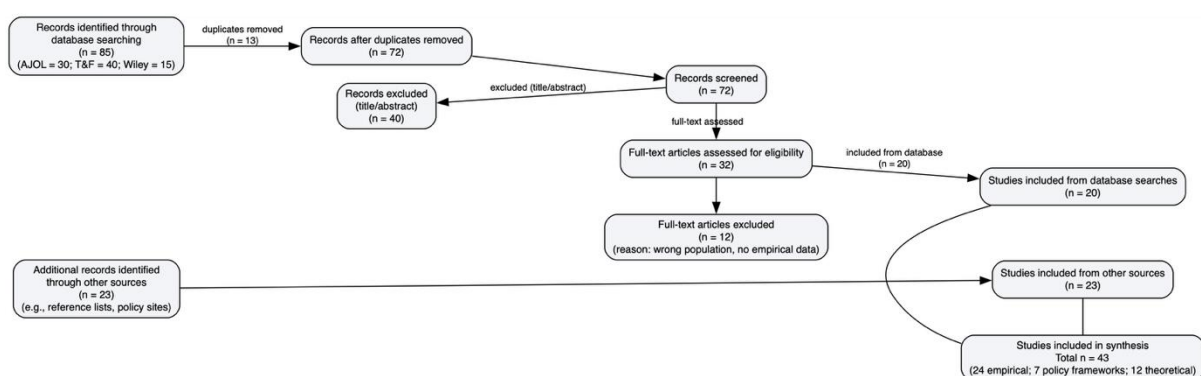 Records identified through
database searching
(n = 85)
(AJOL = 30; T&F = 40; Wiley = 15)
duplicates removed
(n = 13)
Records after duplicates removed
(n = 72)
Records screened
(n = 72)
excluded (title/abstract)
Records excluded
(title/abstract)
(n = 40)
full-text assessed
Full-text articles assessed for eligibility
(n = 32)
included from database
(n = 20)
Studies included from database searches
(n = 20)
Full-text articles excluded
(n = 12)
(reason: wrong population, no empirical data)
Additional records identified
through other sources
(n = 23)
(e.g., reference lists, policy sites)
Studies included from other sources
(n = 23)
Studies included in synthesis
Total n = 43
(24 empirical; 7 policy frameworks; 12 theoretical)